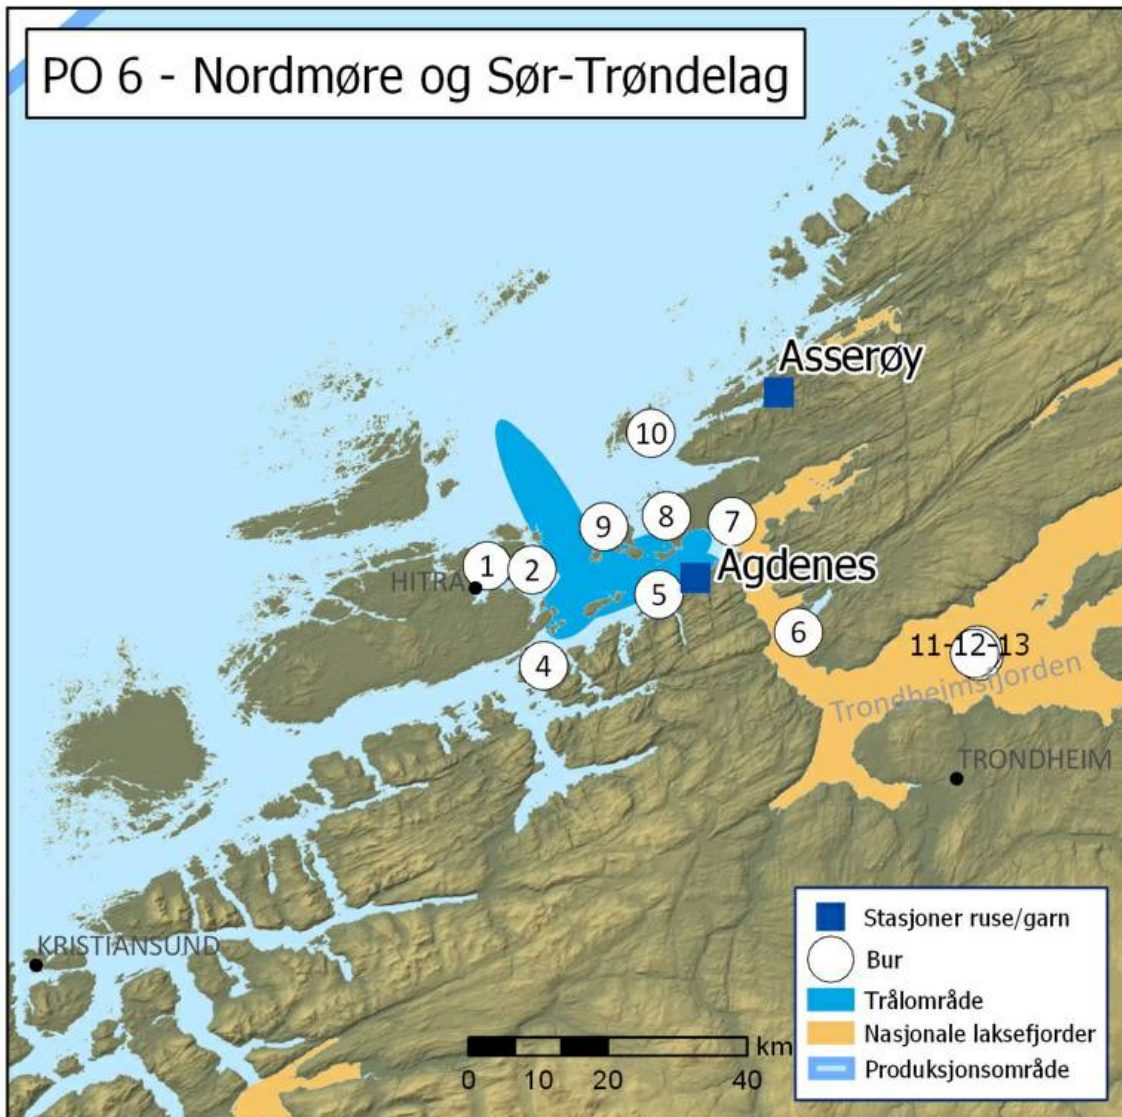 PO 6 - Nordmøre og Sør-Trøndelag
Asserøy
10
9
8
7
1
2
HITRA
Agdenes
5
6
4
11-12-13
Trondheimsfjorden
TRONDHEIM
KRISTIANSUND
Stasjoner ruse/garn
Bur
Trålområde
Nasjonale laksefjorder
Produksjonsområde
km
0 10 20 40